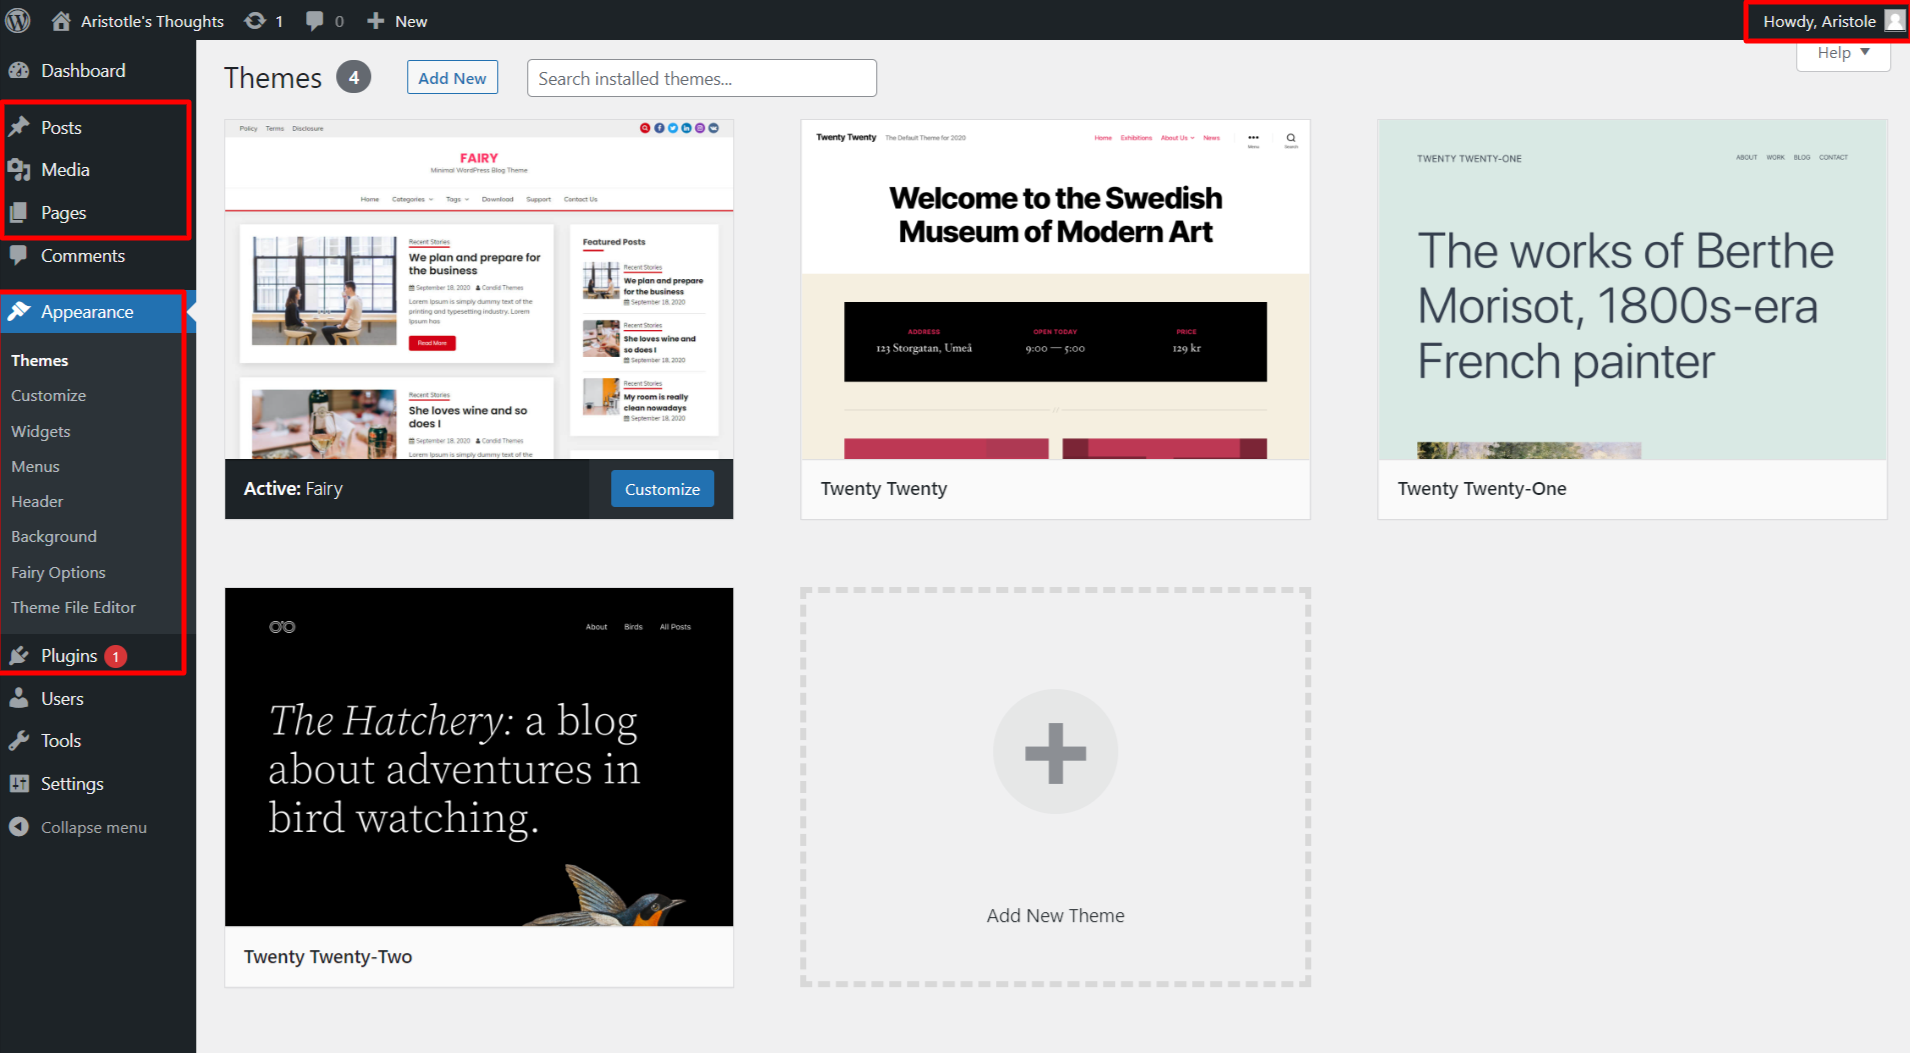 Aristotle's Thoughts 1 0 New
Howdy, Aristole
Help
Dashboard
Posts
Media
Pages
Comments
Appearance
Themes
Customize
Widgets
Menus
Header
Background
Fairy Options
Theme File Editor
Plugins 1
Users
Tools
Settings
Collapse menu
Themes 4 Add New Search installed themes...
Policy Terms Disclosure
FAIRY
Minimal WordPress Blog Theme
Home Categories Tags Download Support Contact Us
Recent Stories
We plan and prepare for
the business
September 18, 2020 Candid Themes
Lorem Ipsum is simply dummy text of the
printing and typesetting industry. Lorem
Ipsum has
Read More
Recent Stories
She loves wine and so
does I
September 18, 2020 Candid Themes
Lorem Ipsum is simply dummy text of the
Featured Posts
Recent Stories
We plan and prepare
for the business
September 18, 2020
Recent Stories
She loves wine and
so does I
September 18, 2020
Recent Stories
My room is really
clean nowadays
September 18, 2020
Active: Fairy Customize
Twenty Twenty The Default Theme for 2020 Home Exhibitions About Us News
Menu Search
Welcome to the Swedish
Museum of Modern Art
ADDRESS OPEN TODAY PRICE
123 Storgatan, Umeå 9:00 — 5:00 129 kr
Twenty Twenty
TWENTY TWENTY-ONE ABOUT WORK BLOG CONTACT
The works of Berthe
Morisot, 1800s-era
French painter
Twenty Twenty-One
About Birds All Posts
The Hatchery: a blog
about adventures in
bird watching.
Twenty Twenty-Two
Add New Theme